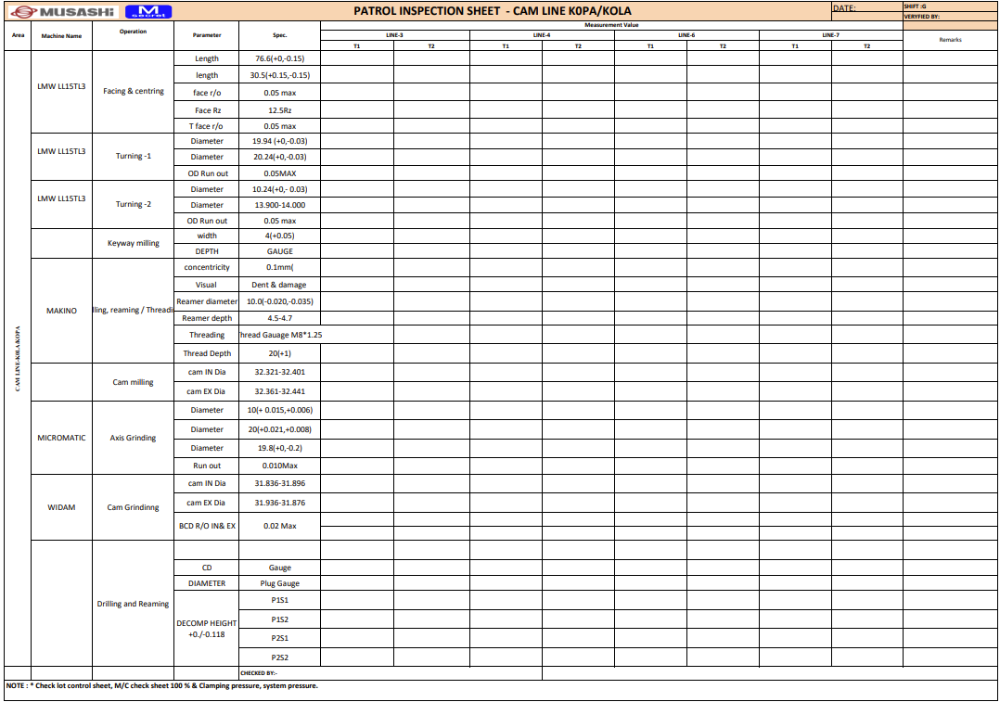 MUSASHI M secret PATROL INSPECTION SHEET - CAM LINE K0PA/KOLA DATE: SHIFT :G
VERYFIED BY:
Area Machine Name Operation Parameter Spec. Measurement Value Remarks
LINE-3 LINE-4 LINE-6 LINE-7
T1 T2 T1 T2 T1 T2 T1 T2
CAM LINE-K0LA/KOPA
LMW LL15TL3 Facing & centring Length 76.6(+0,-0.15)
length 30.5(+0.15,-0.15)
face r/o 0.05 max
Face Rz 12.5Rz
T face r/o 0.05 max
LMW LL15TL3 Turning -1 Diameter 19.94 (+0,-0.03)
Diameter 20.24(+0,-0.03)
OD Run out 0.05MAX
LMW LL15TL3 Turning -2 Diameter 10.24(+0,- 0.03)
Diameter 13.900-14.000
OD Run out 0.05 max
Keyway milling width 4(+0.05)
DEPTH GAUGE
MAKINO lling, reaming / Threadi concentricity 0.1mm(
Visual Dent & damage
Reamer diameter 10.0(-0.020,-0.035)
Reamer depth 4.5-4.7
Threading hread Gauage M8*1.25
Thread Depth 20(+1)
Cam milling cam IN Dia 32.321-32.401
cam EX Dia 32.361-32.441
MICROMATIC Axis Grinding Diameter 10(+ 0.015,+0.006)
Diameter 20(+0.021,+0.008)
Diameter 19.8(+0,-0.2)
Run out 0.010Max
WIDAM Cam Grindinng cam IN Dia 31.836-31.896
cam EX Dia 31.936-31.876
BCD R/O IN& EX 0.02 Max
Drilling and Reaming CD Gauge
DIAMETER Plug Gauge
DECOMP HEIGHT
+0./-0.118
P1S1
P1S2
P2S1
P2S2
CHECKED BY:-
NOTE : * Check lot control sheet, M/C check sheet 100 % & Clamping pressure, system pressure.